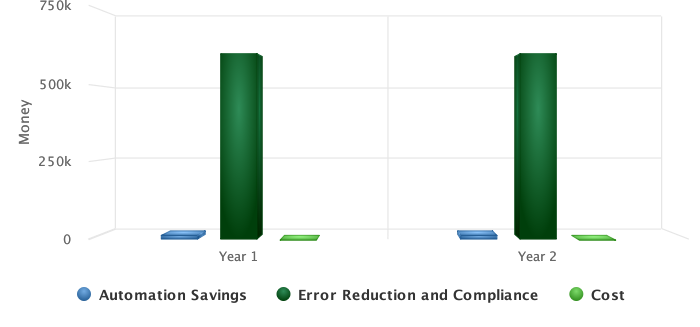 750k
500k
Money
250k
0
Year 1 Year 2
Automation Savings Error Reduction and Compliance Cost